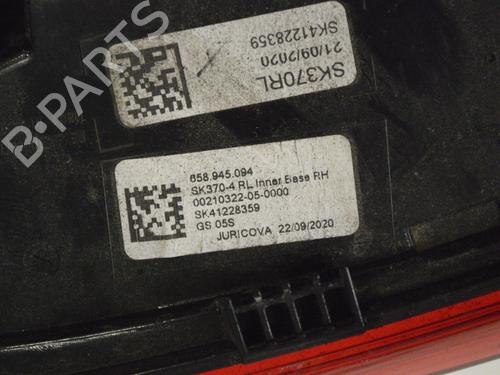 SK370RL
21/09/2020
SK41228359
B-PARTS
658.945.094
SK370-4 RL Inner Base RH
00210322-05-0000
SK41228359
GS 05S
JURICOVA 22/09/2020